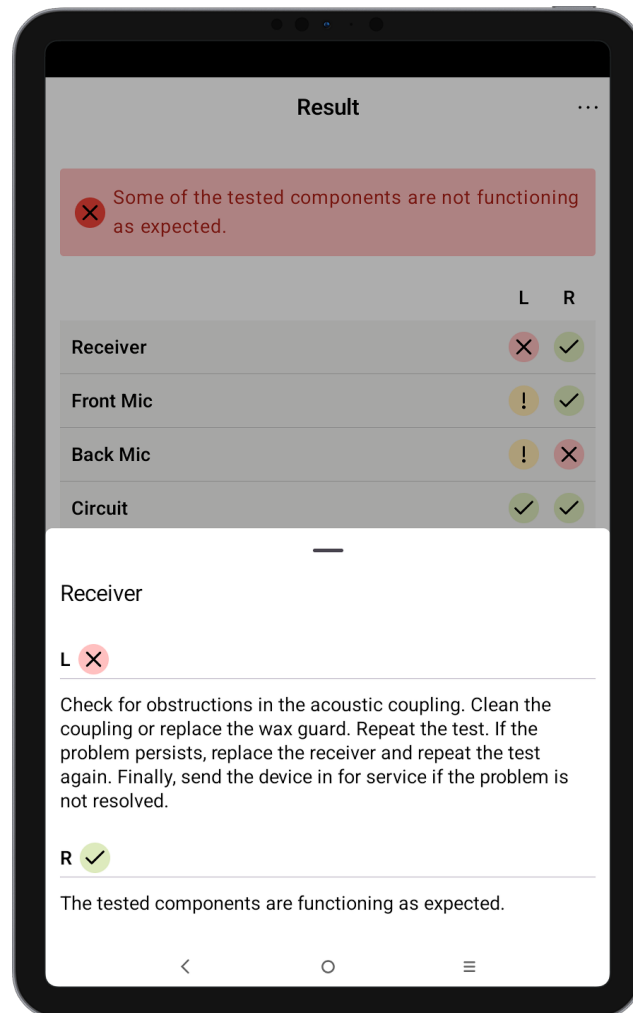 Result
Some of the tested components are not functioning
as expected.
L R
Receiver
Front Mic
Back Mic
Circuit
Receiver
L
Check for obstructions in the acoustic coupling. Clean the
coupling or replace the wax guard. Repeat the test. If the
problem persists, replace the receiver and repeat the test
again. Finally, send the device in for service if the problem is
not resolved.
R
The tested components are functioning as expected.